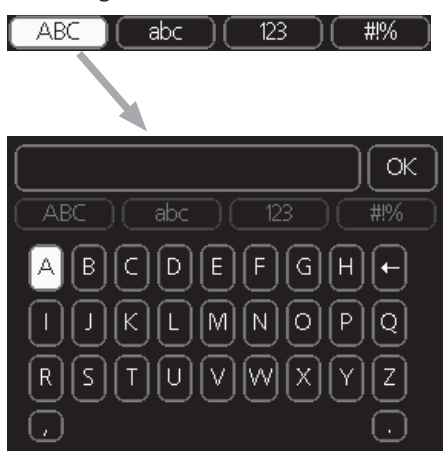 ABC abc 123 #!%
OK
ABC abc 123 #!%
A B C D E F G H ←
I J K L M N O P Q
R S T U V W X Y Z
, .